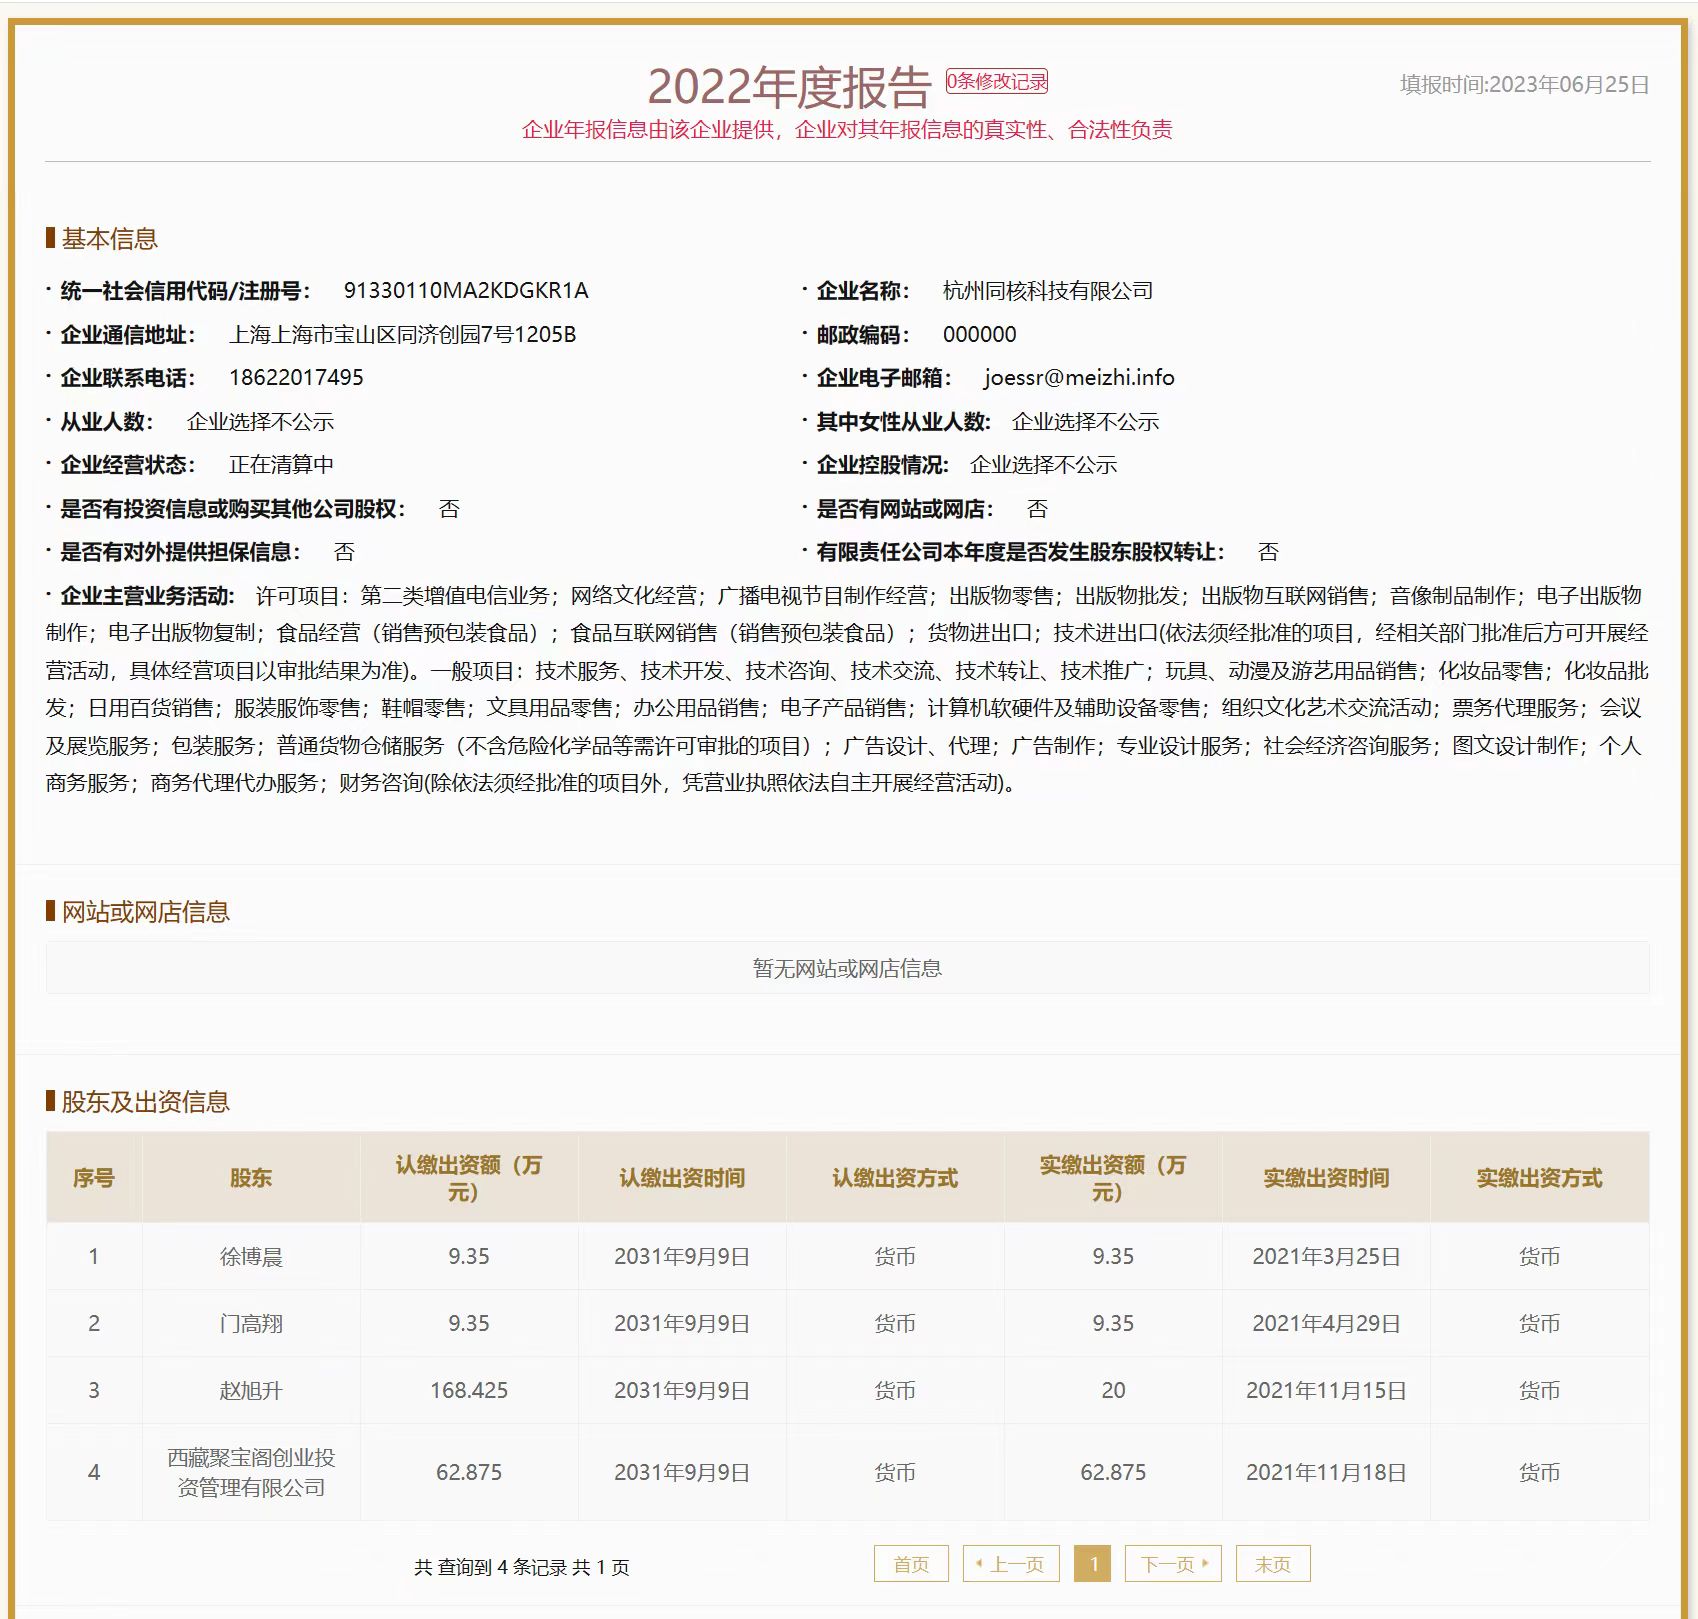 2022年度报告 0条修改记录 填报时间:2023年06月25日
企业年报信息由该企业提供，企业对其年报信息的真实性、合法性负责
基本信息
· 统一社会信用代码/注册号： 91330110MA2KDGKR1A · 企业名称： 杭州同核科技有限公司
· 企业通信地址： 上海上海市宝山区同济创园7号1205B · 邮政编码： 000000
· 企业联系电话： 18622017495 · 企业电子邮箱： joessr@meizhi.info
· 从业人数： 企业选择不公示 · 其中女性从业人数: 企业选择不公示
· 企业经营状态： 正在清算中 · 企业控股情况: 企业选择不公示
· 是否有投资信息或购买其他公司股权： 否 · 是否有网站或网店： 否
· 是否有对外提供担保信息： 否 · 有限责任公司本年度是否发生股东股权转让： 否
· 企业主营业务活动: 许可项目：第二类增值电信业务；网络文化经营；广播电视节目制作经营；出版物零售；出版物批发；出版物互联网销售；音像制品制作；电子出版物
制作；电子出版物复制；食品经营（销售预包装食品）；食品互联网销售（销售预包装食品）；货物进出口；技术进出口(依法须经批准的项目，经相关部门批准后方可开展经
营活动，具体经营项目以审批结果为准)。一般项目：技术服务、技术开发、技术咨询、技术交流、技术转让、技术推广；玩具、动漫及游艺用品销售；化妆品零售；化妆品批
发；日用百货销售；服装服饰零售；鞋帽零售；文具用品零售；办公用品销售；电子产品销售；计算机软硬件及辅助设备零售；组织文化艺术交流活动；票务代理服务；会议
及展览服务；包装服务；普通货物仓储服务（不含危险化学品等需许可审批的项目）；广告设计、代理；广告制作；专业设计服务；社会经济咨询服务；图文设计制作；个人
商务服务；商务代理代办服务；财务咨询(除依法须经批准的项目外，凭营业执照依法自主开展经营活动)。
网站或网店信息
暂无网站或网店信息
股东及出资信息
序号 股东 认缴出资额（万元） 认缴出资时间 认缴出资方式 实缴出资额（万元） 实缴出资时间 实缴出资方式
1 徐博晨 9.35 2031年9月9日 货币 9.35 2021年3月25日 货币
2 门高翔 9.35 2031年9月9日 货币 9.35 2021年4月29日 货币
3 赵旭升 168.425 2031年9月9日 货币 20 2021年11月15日 货币
4 西藏聚宝阁创业投资管理有限公司 62.875 2031年9月9日 货币 62.875 2021年11月18日 货币
共 查询到 4 条记录 共 1 页 首页 上一页 1 下一页 末页